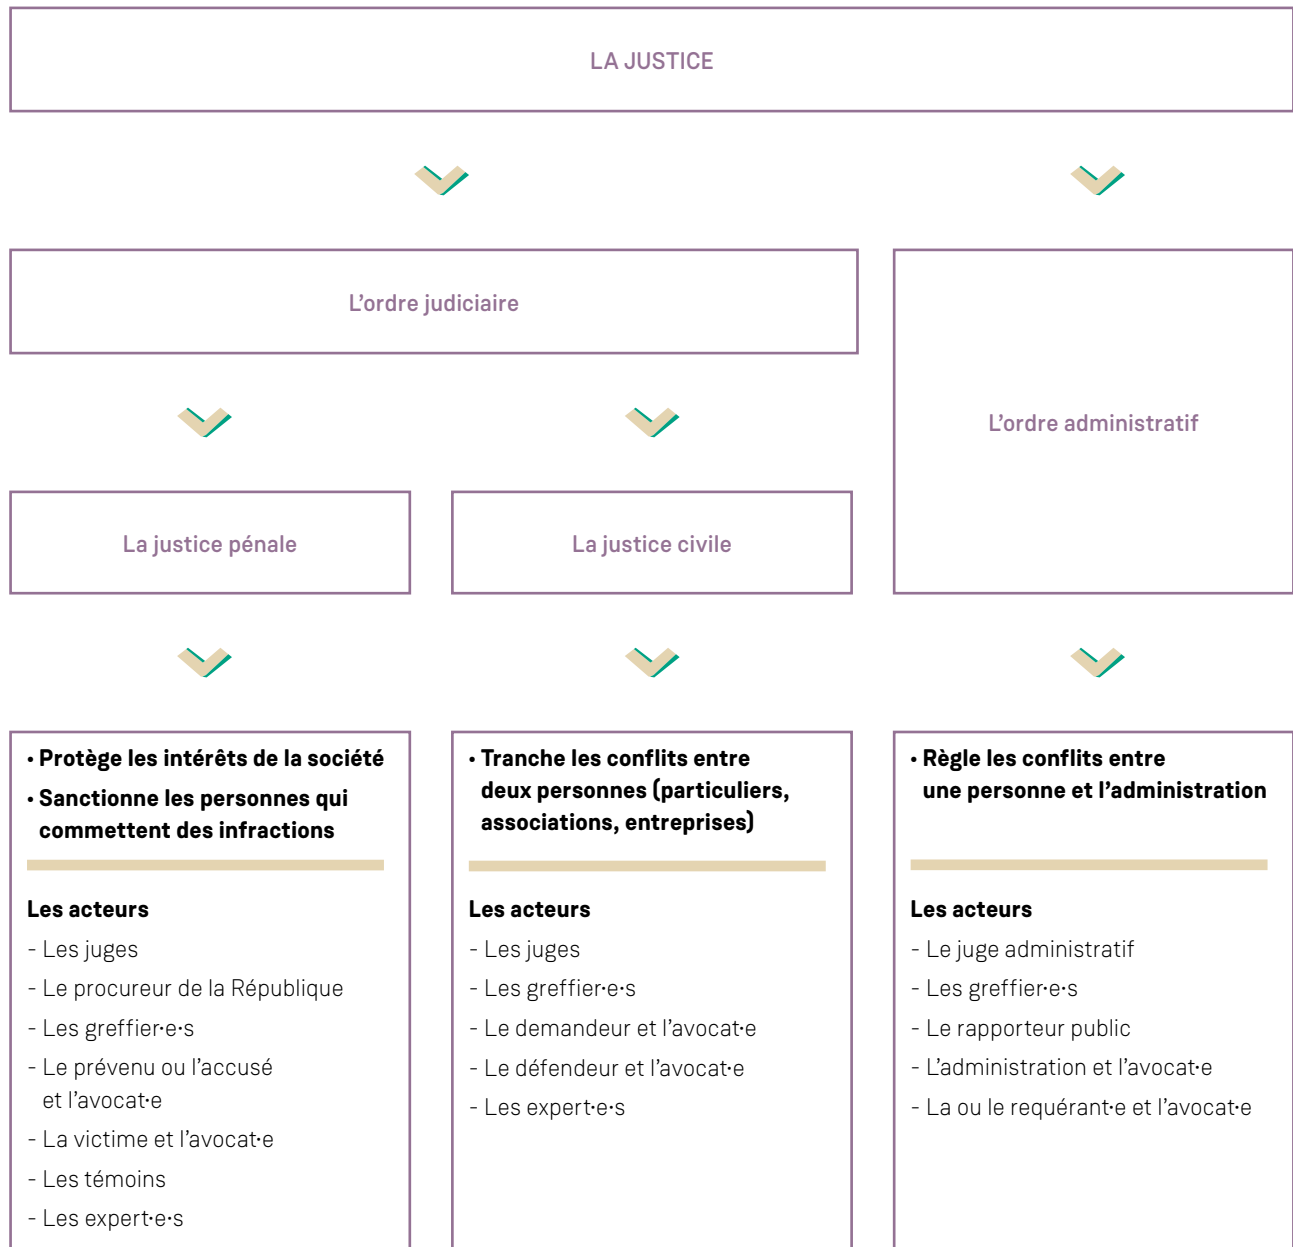 LA JUSTICE
L'ordre judiciaire
L'ordre administratif
La justice pénale
La justice civile
• Protège les intérêts de la société
• Sanctionne les personnes qui
commettent des infractions
Les acteurs
- Les juges
- Le procureur de la République
- Les greffier·e·s
- Le prévenu ou l'accusé
et l'avocat·e
- La victime et l'avocat·e
- Les témoins
- Les expert·e·s
• Tranche les conflits entre
deux personnes (particuliers,
associations, entreprises)
Les acteurs
- Les juges
- Les greffier·e·s
- Le demandeur et l'avocat·e
- Le défendeur et l'avocat·e
- Les expert·e·s
• Règle les conflits entre
une personne et l'administration
Les acteurs
- Le juge administratif
- Les greffier·e·s
- Le rapporteur public
- L'administration et l'avocat·e
- La ou le requérant·e et l'avocat·e